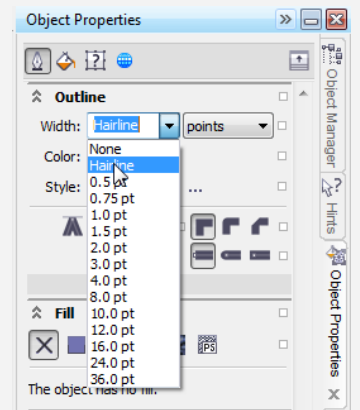 Object Properties
Outline
Width: Hairline points
Color:
Style: ...
None
Hairline
0.5 pt
0.75 pt
1.0 pt
1.5 pt
2.0 pt
3.0 pt
4.0 pt
8.0 pt
10.0 pt
12.0 pt
16.0 pt
24.0 pt
36.0 pt
Fill
PS
The object has no fill.
Object Manager
Hints
Object Properties